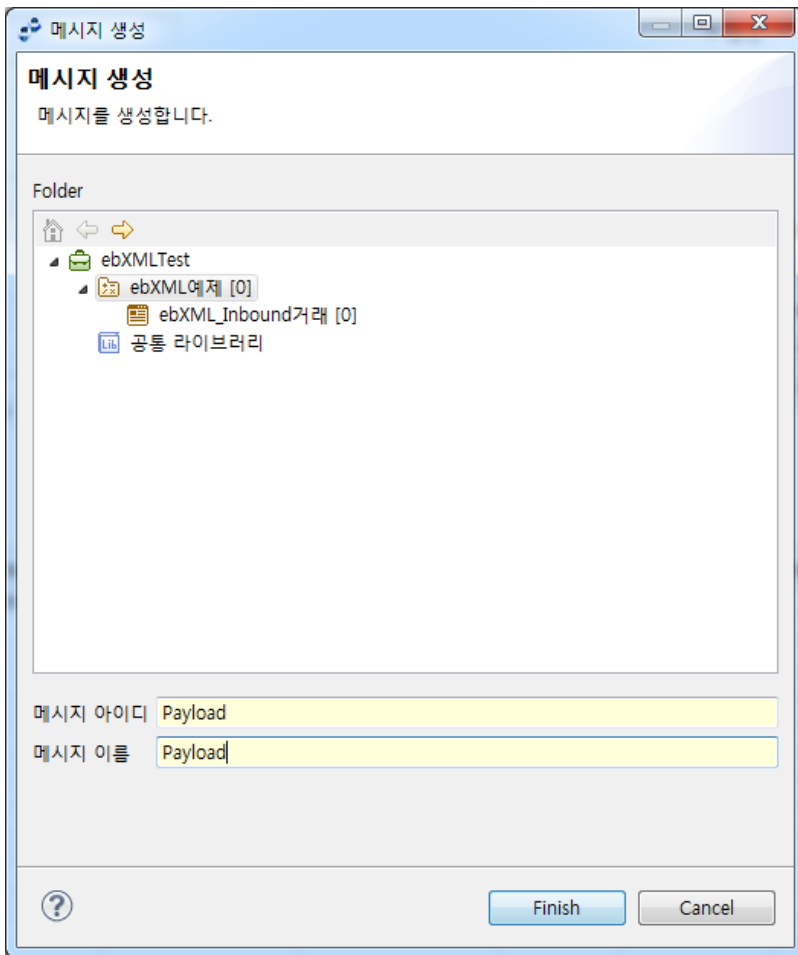 메시지 생성
메시지 생성
메시지를 생성합니다.
Folder
ebXMLTest
ebXML예제 [0]
ebXML_Inbound거래 [0]
Lib 공통 라이브러리
메시지 아이디 Payload
메시지 이름 Payload
? Finish Cancel